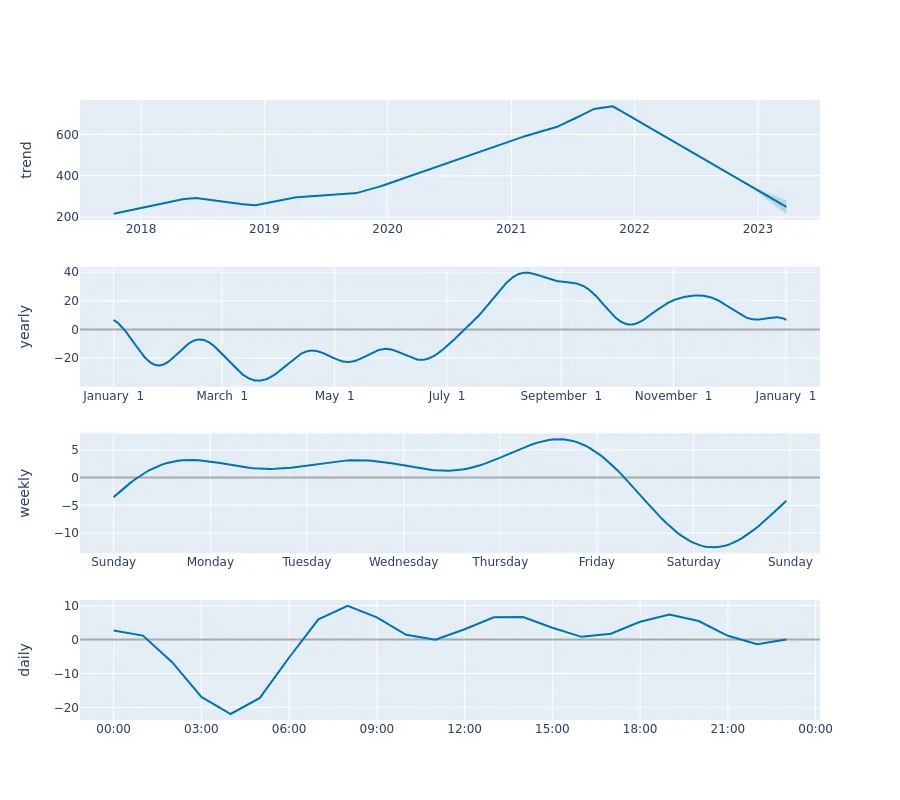 trend
600
400
200
2018 2019 2020 2021 2022 2023
yearly
40
20
0
−20
January 1 March 1 May 1 July 1 September 1 November 1 January 1
weekly
5
0
−5
−10
Sunday Monday Tuesday Wednesday Thursday Friday Saturday Sunday
daily
10
0
−10
−20
00:00 03:00 06:00 09:00 12:00 15:00 18:00 21:00 00:00